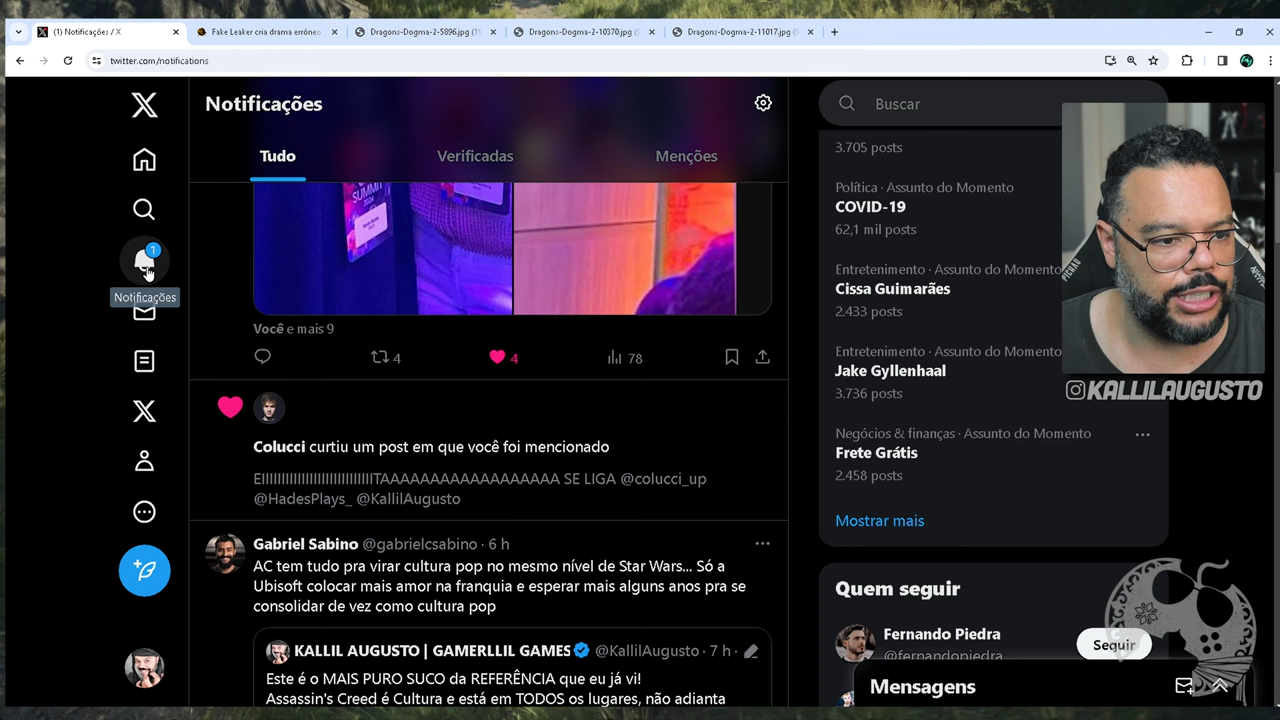 (1) Notificações / X
Fake Leaker cria drama errôneo
Dragons-Dogma-2-5896.jpg
Dragons-Dogma-2-10370.jpg
Dragons-Dogma-2-11017.jpg
twitter.com/notifications
Notificações
Tudo
Verificadas
Menções
SUMMIT
2024
1
Notificações
Você e mais 9
4
4
78
Colucci curtiu um post em que você foi mencionado
@HadesPlays_ @KallilAugusto
Gabriel Sabino @gabrielcsabino · 6 h
AC tem tudo pra virar cultura pop no mesmo nível de Star Wars... Só a
Ubisoft colocar mais amor na franquia e esperar mais alguns anos pra se
consolidar de vez como cultura pop
KALLIL AUGUSTO | GAMERLLIL GAMES @KallilAugusto · 7 h ·
Este é o MAIS PURO SUCO da REFERÊNCIA que eu já vi!
Assassin's Creed é Cultura e está em TODOS os lugares, não adianta
Buscar
3.705 posts
Política · Assunto do Momento
COVID-19
62,1 mil posts
Entretenimento · Assunto do Momento
Cissa Guimarães
2.433 posts
Entretenimento · Assunto do Momento
Jake Gyllenhaal
3.736 posts
Negócios & finanças · Assunto do Momento
Frete Grátis
2.458 posts
Mostrar mais
Quem seguir
Fernando Piedra
@fernandopiedra
Seguir
Mensagens
PICHAU
KALLILAUGUSTO